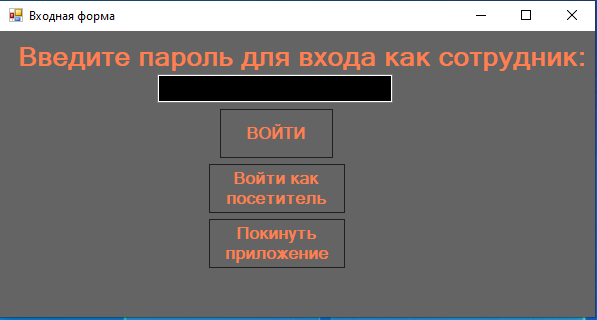 Входная форма
Введите пароль для входа как сотрудник:
ВОЙТИ
Войти как
посетитель
Покинуть
приложение